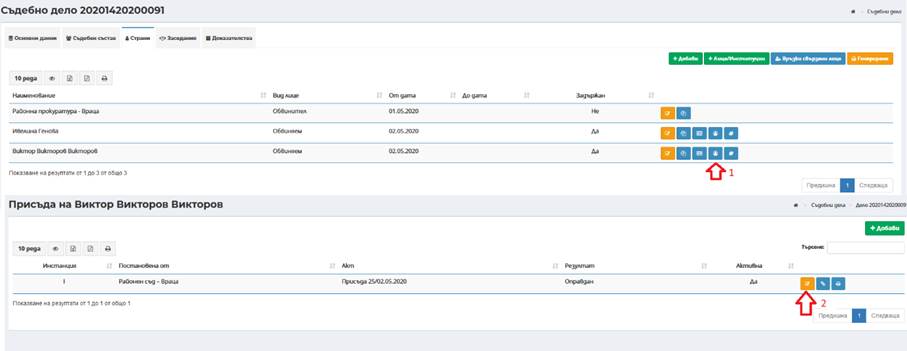 Съдебно дело 20201420200091
Съдебни дела
Основни данни Съдебен състав Страни Заседания Доказателства
+ Добави + Лица/Институции Връзки свързани лица Генериране
10 реда
Наименование Вид лице От дата До дата Задържан
Районна прокуратура - Враца Обвинител 01.05.2020 Не
Ивелина Генова Обвиняем 02.05.2020 Да
Виктор Викторов Викторов Обвиняем 02.05.2020 Да
Показване на резултати от 1 до 3 от общо 3
1
Предишна 1 Следваща
Присъда на Виктор Викторов Викторов
Съдебни дела Дело 2020142020009
+ Добави
10 реда Търсене:
Инстанция Постановена от Акт Резултат Активна
I Районен съд - Враца Присъда 25/02.05.2020 Оправдан Да
Показване на резултати от 1 до 1 от общо 1
2
Предишна 1 Следваща